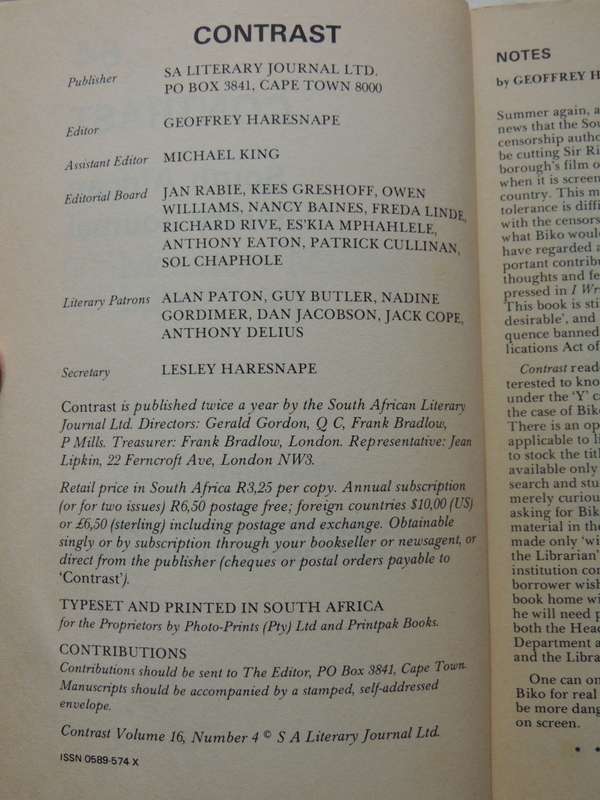 CONTRAST
Publisher SA LITERARY JOURNAL LTD.
PO BOX 3841, CAPE TOWN 8000
Editor GEOFFREY HARESNAPE
Assistant Editor MICHAEL KING
Editorial Board JAN RABIE, KEES GRESHOFF, OWEN
WILLIAMS, NANCY BAINES, FREDA LINDE,
RICHARD RIVE, ES'KIA MPHAHLELE,
ANTHONY EATON, PATRICK CULLINAN,
SOL CHAPHOLE
Literary Patrons ALAN PATON, GUY BUTLER, NADINE
GORDIMER, DAN JACOBSON, JACK COPE,
ANTHONY DELIUS
Secretary LESLEY HARESNAPE
Contrast is published twice a year by the South African Literary
Journal Ltd. Directors: Gerald Gordon, Q C, Frank Bradlow,
P Mills. Treasurer: Frank Bradlow, London. Representative: Jean
Lipkin, 22 Ferncroft Ave, London NW3.
Retail price in South Africa R3,25 per copy. Annual subscription
(or for two issues) R6,50 postage free; foreign countries $10,00 (US)
or £6,50 (sterling) including postage and exchange. Obtainable
singly or by subscription through your bookseller or newsagent, or
direct from the publisher (cheques or postal orders payable to
'Contrast').
TYPESET AND PRINTED IN SOUTH AFRICA
for the Proprietors by Photo-Prints (Pty) Ltd and Printpak Books.
CONTRIBUTIONS
Contributions should be sent to The Editor, PO Box 3841, Cape Town.
Manuscripts should be accompanied by a stamped, self-addressed
envelope.
Contrast Volume 16, Number 4 © S A Literary Journal Ltd.
ISSN 0589-574 X
NOTES
by GEOFFREY H
Summer again, a
news that the Sou
censorship autho
be cutting Sir Ri
borough's film o
when it is screen
country. This m
tolerance is diffi
with the censors
what Biko would
have regarded a
portant contribu
thoughts and fe
pressed in I Wr
This book is sti
desirable', and
quence banned
lications Act of
Contrast read
terested to kno
under the 'Y' ca
the case of Biko
There is an op
applicable to li
to stock the titl
available only
search and stu
merely curiou
asking for Bik
material in the
made only 'wi
the Librarian'
institution con
borrower wish
book home wi
he will need p
both the Head
Department a
and the Libra
One can on
Biko for real
be more dang
on screen.
* *